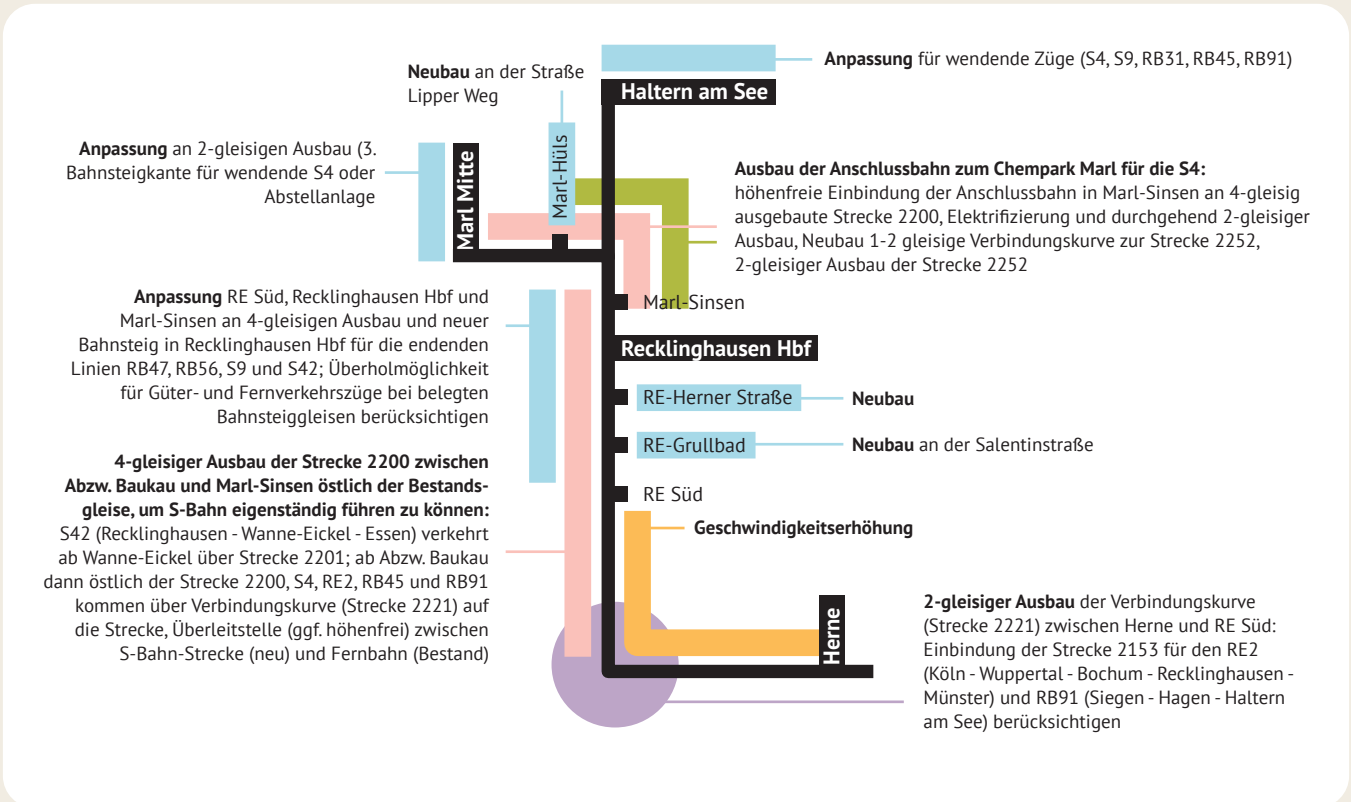 Anpassung für wendende Züge (S4, S9, RB31, RB45, RB91)
Haltern am See
Neubau an der Straße
Lipper Weg
Marl-Hüls
Anpassung an 2-gleisigen Ausbau (3.
Bahnsteigkante für wendende S4 oder
Abstellanlage
Marl Mitte
Ausbau der Anschlussbahn zum Chempark Marl für die S4:
höhenfreie Einbindung der Anschlussbahn in Marl-Sinsen an 4-gleisig
ausgebaute Strecke 2200, Elektrifizierung und durchgehend 2-gleisiger
Ausbau, Neubau 1-2 gleisige Verbindungskurve zur Strecke 2252,
2-gleisiger Ausbau der Strecke 2252
Marl-Sinsen
Anpassung RE Süd, Recklinghausen Hbf und
Marl-Sinsen an 4-gleisigen Ausbau und neuer
Bahnsteig in Recklinghausen Hbf für die endenden
Linien RB47, RB56, S9 und S42; Überholmöglichkeit
für Güter- und Fernverkehrszüge bei belegten
Bahnsteiggleisen berücksichtigen
Recklinghausen Hbf
RE-Herner Straße
Neubau
RE-Grullbad
Neubau an der Salentinstraße
RE Süd
4-gleisiger Ausbau der Strecke 2200 zwischen
Abzw. Baukau und Marl-Sinsen östlich der Bestands-
gleise, um S-Bahn eigenständig führen zu können:
S42 (Recklinghausen - Wanne-Eickel - Essen) verkehrt
ab Wanne-Eickel über Strecke 2201; ab Abzw. Baukau
dann östlich der Strecke 2200, S4, RE2, RB45 und RB91
kommen über Verbindungskurve (Strecke 2221) auf
die Strecke, Überleitstelle (ggf. höhenfrei) zwischen
S-Bahn-Strecke (neu) und Fernbahn (Bestand)
Geschwindigkeitserhöhung
Herne
2-gleisiger Ausbau der Verbindungskurve
(Strecke 2221) zwischen Herne und RE Süd:
Einbindung der Strecke 2153 für den RE2
(Köln - Wuppertal - Bochum - Recklinghausen -
Münster) und RB91 (Siegen - Hagen - Haltern
am See) berücksichtigen